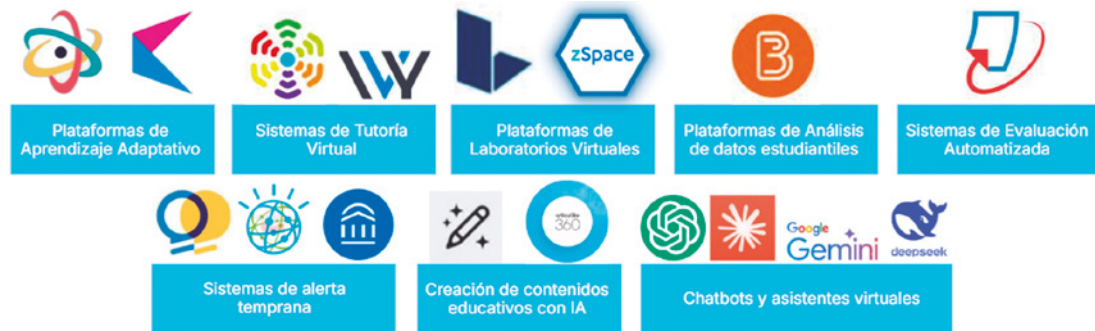 zSpace
Plataformas de
Aprendizaje Adaptativo
Sistemas de Tutoría
Virtual
Plataformas de
Laboratorios Virtuales
Plataformas de Análisis
de datos estudiantiles
Sistemas de Evaluación
Automatizada
articulate
360
Google
Gemini
deepseek
Sistemas de alerta
temprana
Creación de contenidos
educativos con IA
Chatbots y asistentes virtuales